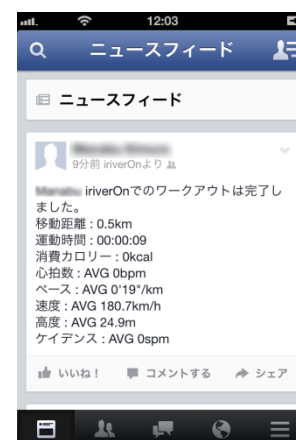 12:03
ニュースフィード
ニュースフィード
9分前 iriverOnより
iriverOnでのワークアウトは完了し
ました。
移動距離 : 0.5km
運動時間 : 00:00:09
消費カロリー : 0kcal
心拍数 : AVG 0bpm
ペース : AVG 0'19"/km
速度 : AVG 180.7km/h
高度 : AVG 24.9m
ケイデンス : AVG 0spm
いいね! コメントする シェア